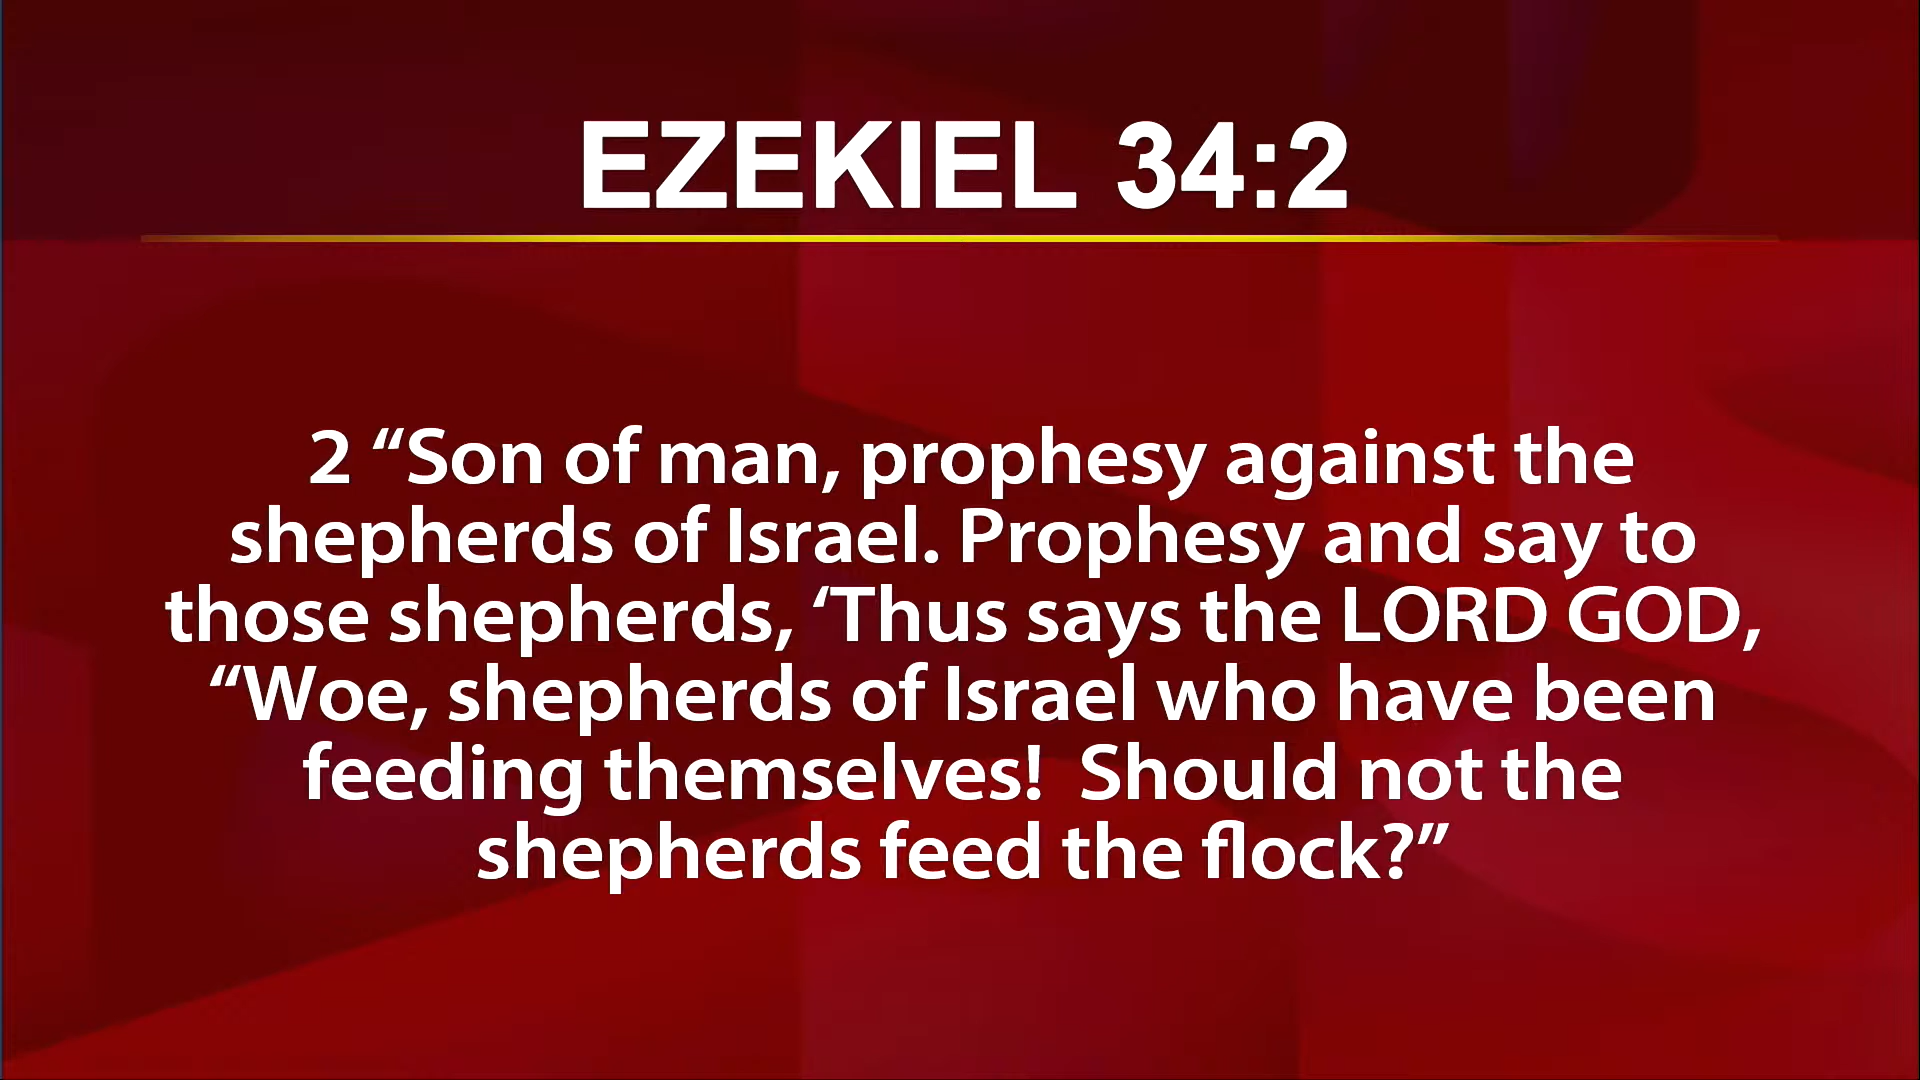 EZEKIEL 34:2
2 “Son of man, prophesy against the
shepherds of Israel. Prophesy and say to
those shepherds, ‘Thus says the LORD GOD,
“Woe, shepherds of Israel who have been
feeding themselves!  Should not the
shepherds feed the flock?”